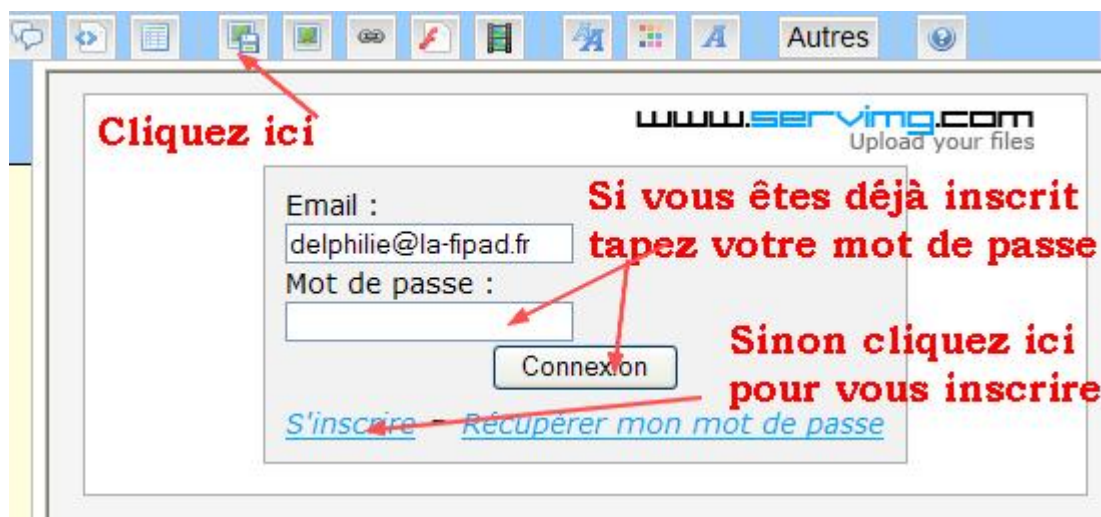 Autres
Cliquez ici
www.servimg.com
Upload your files
Email :
Si vous êtes déjà inscrit
delphilie@la-fipad.fr
tapez votre mot de passe
Mot de passe :
Sinon cliquez ici
Connexion
pour vous inscrire
S'inscrire - Récupérer mon mot de passe